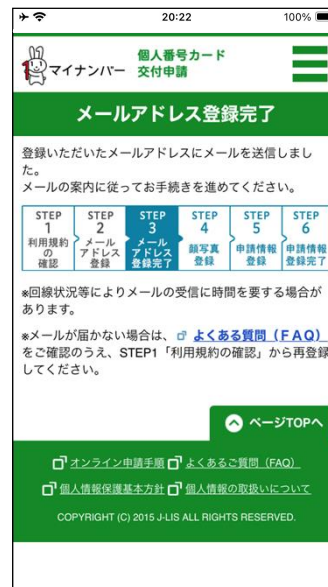 20:22
100%
マイナンバー
個人番号カード
交付申請
メールアドレス登録完了
登録いただいたメールアドレスにメールを送信しまし
た。
メールの案内に従ってお手続きを進めてください。
STEP
1
利用規約
の
確認
STEP
2
メール
アドレス
登録
STEP
3
メール
アドレス
登録完了
STEP
4
顔写真
登録
STEP
5
申請情報
登録
STEP
6
申請情報
登録完了
※回線状況等によりメールの受信に時間を要する場合が
あります。
※メールが届かない場合は、 よくある質問（ＦＡＱ）
をご確認のうえ、STEP1「利用規約の確認」から再登録
してください。
ページTOPへ
オンライン申請手順 よくあるご質問（FAQ）
個人情報保護基本方針 個人情報の取扱いについて
COPYRIGHT (C) 2015 J-LIS ALL RIGHTS RESERVED.